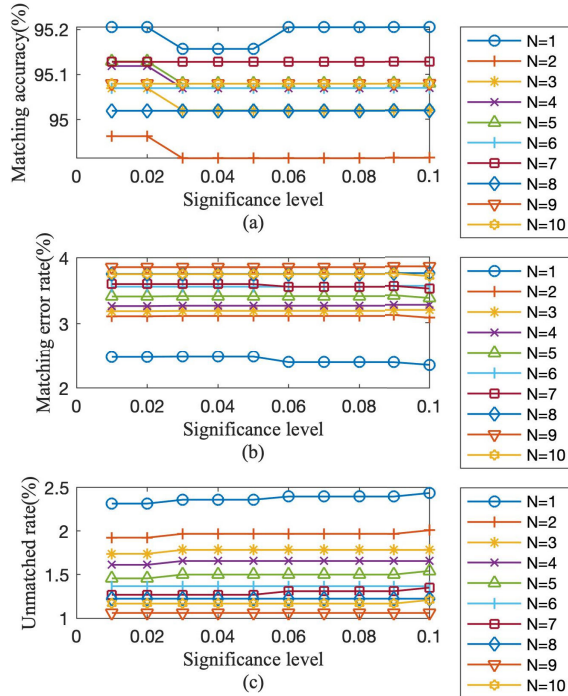 Matching accuracy(%)
95.2
95.1
95
0 0.02 0.04 0.06 0.08 0.1
Significance level
(a)
N=1
N=2
N=3
N=4
N=5
N=6
N=7
N=8
N=9
N=10
Matching error rate(%)
4
3
2
0 0.02 0.04 0.06 0.08 0.1
Significance level
(b)
N=1
N=2
N=3
N=4
N=5
N=6
N=7
N=8
N=9
N=10
Unmatched rate(%)
2.5
2
1.5
1
0 0.02 0.04 0.06 0.08 0.1
Significance level
(c)
N=1
N=2
N=3
N=4
N=5
N=6
N=7
N=8
N=9
N=10